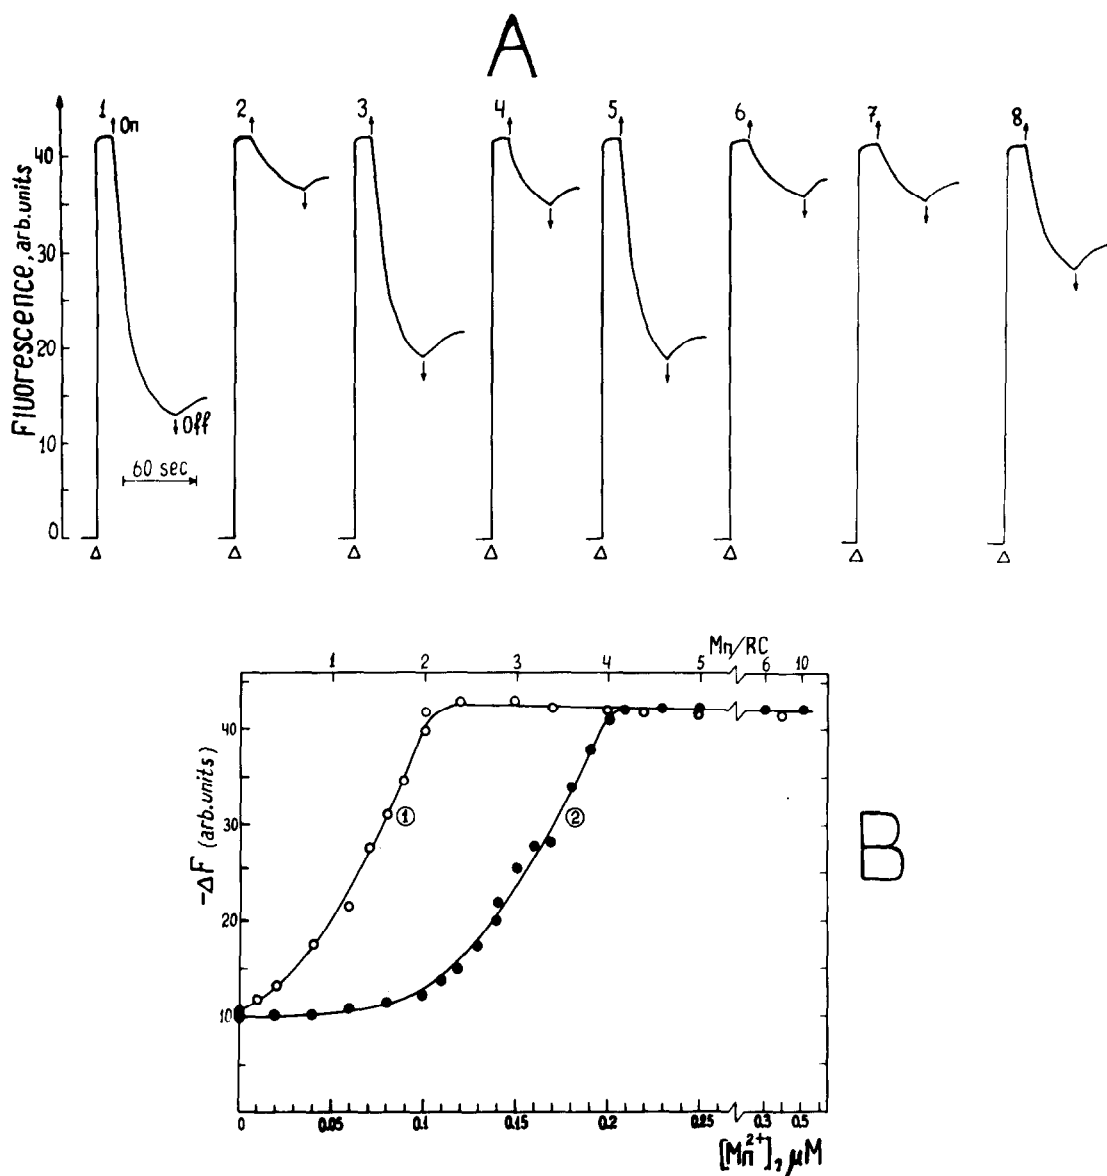 A
1 On 2 3 4 5 6 7 8
Fluorescence, arb.units
40
30
20
10
0
Off
60 sec
Δ Δ Δ Δ Δ Δ Δ Δ
Mn/RC
1 2 3 4 5 6 10
-ΔF (arb.units)
40
30
20
10
1
2
B
0 0.05 0.1 0.15 0.2 0.25 0.3 0.5
[Mn²⁺], μM